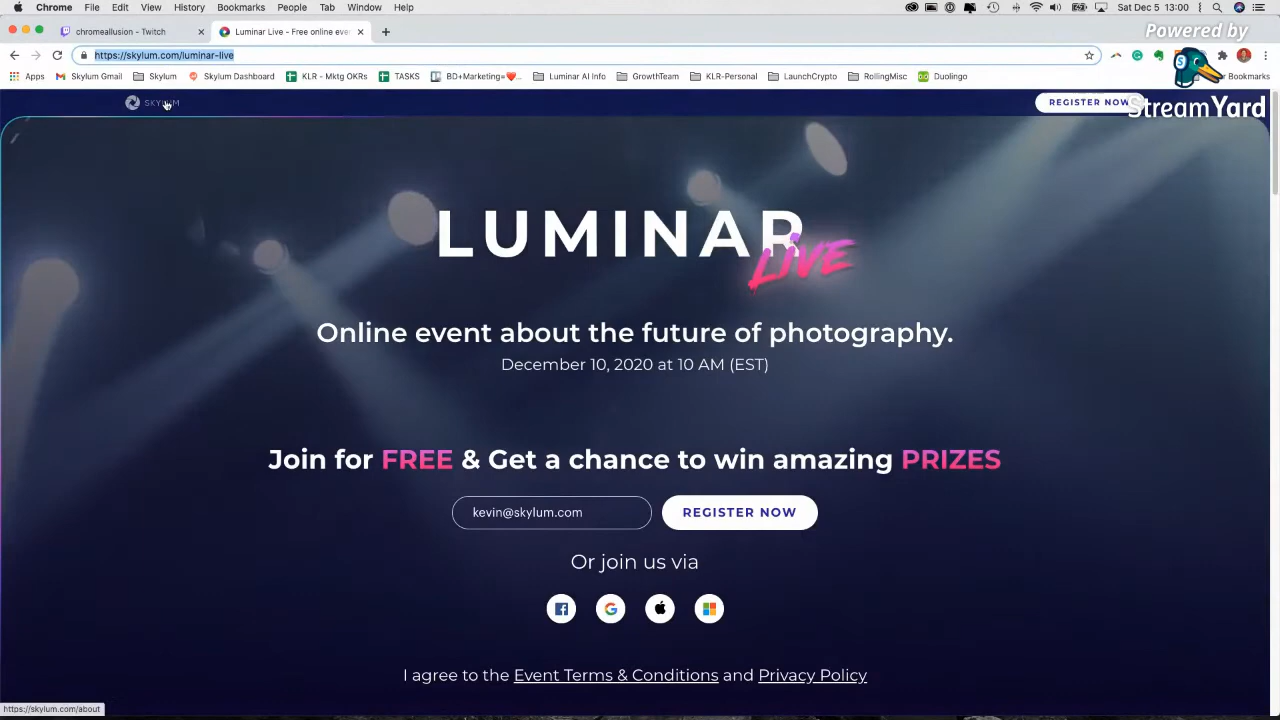 Chrome File Edit View History Bookmarks People Tab Window Help
Sat Dec 5 13:00
Powered by
StreamYard
chromeallusion - Twitch
Luminar Live - Free online eve
https://skylum.com/luminar-live
Apps Skylum Gmail Skylum Skylum Dashboard KLR - Mktg OKRs TASKS BD+Marketing=❤️... Luminar AI Info GrowthTeam KLR-Personal LaunchCrypto RollingMisc Duolingo Bookmarks
SKYLUM
REGISTER NOW
LUMINAR
LIVE
Online event about the future of photography.
December 10, 2020 at 10 AM (EST)
Join for FREE & Get a chance to win amazing PRIZES
kevin@skylum.com
REGISTER NOW
Or join us via
I agree to the Event Terms & Conditions and Privacy Policy
https://skylum.com/about